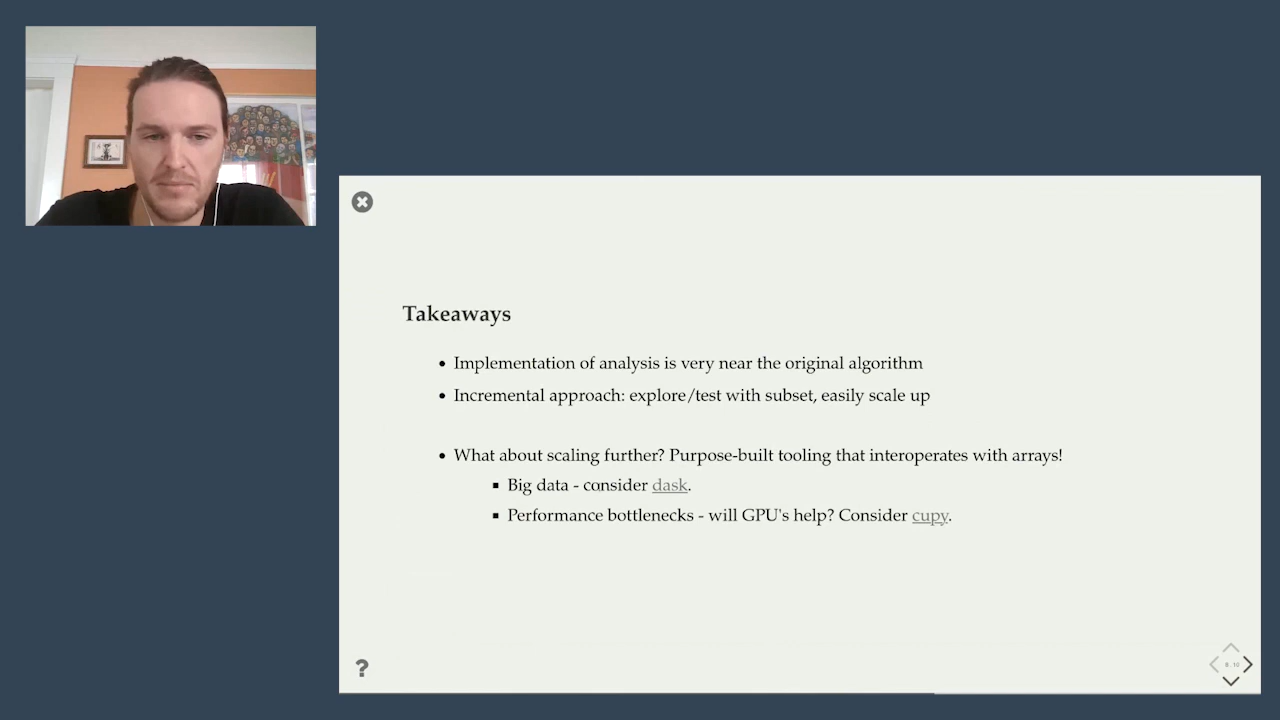 Takeaways
• Implementation of analysis is very near the original algorithm
• Incremental approach: explore/test with subset, easily scale up
• What about scaling further? Purpose-built tooling that interoperates with arrays!
▪ Big data - consider dask.
▪ Performance bottlenecks - will GPU's help? Consider cupy.
?